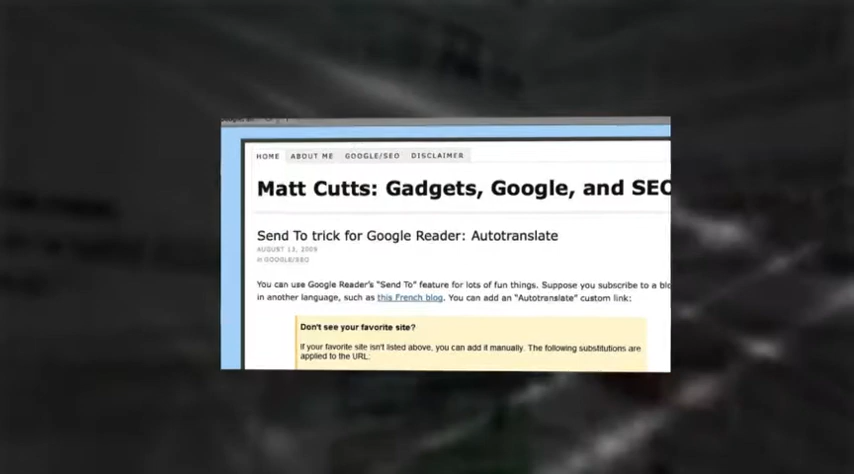 HOME ABOUT ME GOOGLE/SEO DISCLAIMER
Matt Cutts: Gadgets, Google, and SEO
Send To trick for Google Reader: Autotranslate
AUGUST 13, 2009
in GOOGLE/SEO
You can use Google Reader's "Send To" feature for lots of fun things. Suppose you subscribe to a blo
in another language, such as this French blog. You can add an "Autotranslate" custom link:
Don't see your favorite site?
If your favorite site isn't listed above, you can add it manually. The following substitutions are
applied to the URL: